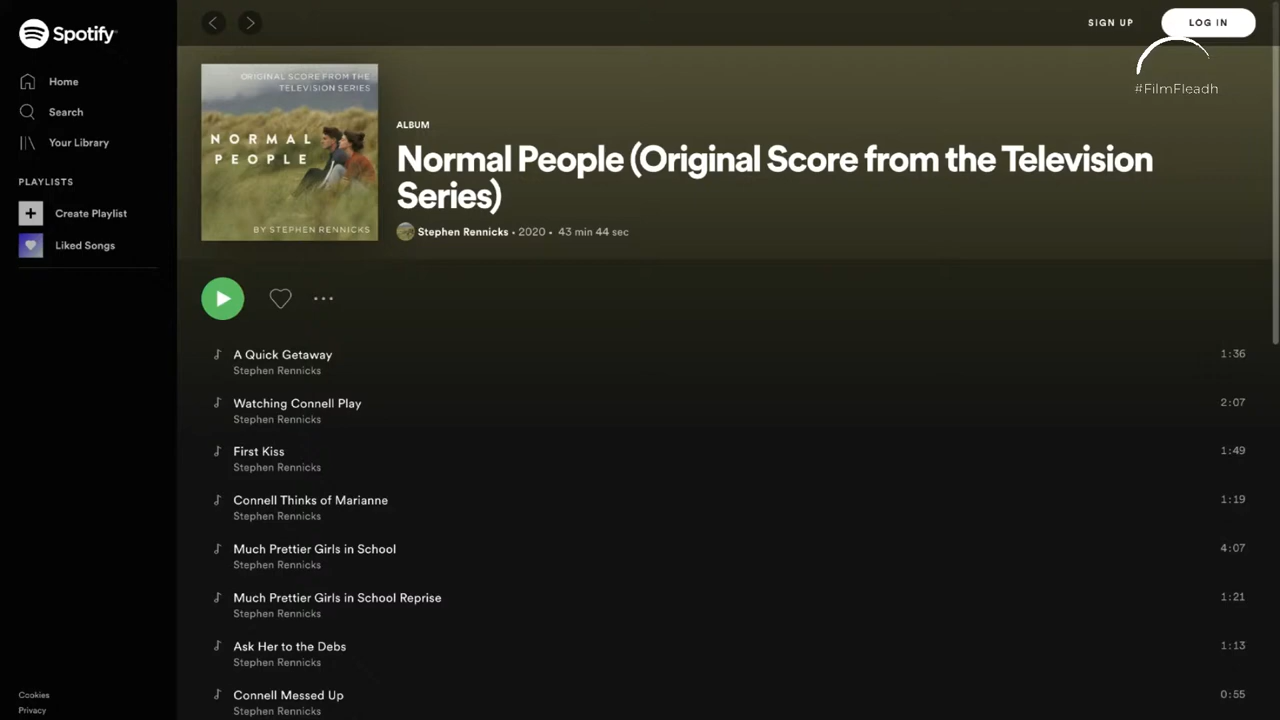 Spotify
SIGN UP
LOG IN
#FilmFleadh
Home
Search
Your Library
PLAYLISTS
Create Playlist
Liked Songs
ORIGINAL SCORE FROM THE
TELEVISION SERIES
NORMAL
PEOPLE
BY STEPHEN RENNICKS
ALBUM
Normal People (Original Score from the Television
Series)
Stephen Rennicks • 2020 • 43 min 44 sec
A Quick Getaway 1:36
Stephen Rennicks
Watching Connell Play 2:07
Stephen Rennicks
First Kiss 1:49
Stephen Rennicks
Connell Thinks of Marianne 1:19
Stephen Rennicks
Much Prettier Girls in School 4:07
Stephen Rennicks
Much Prettier Girls in School Reprise 1:21
Stephen Rennicks
Ask Her to the Debs 1:13
Stephen Rennicks
Connell Messed Up 0:55
Stephen Rennicks
Cookies
Privacy